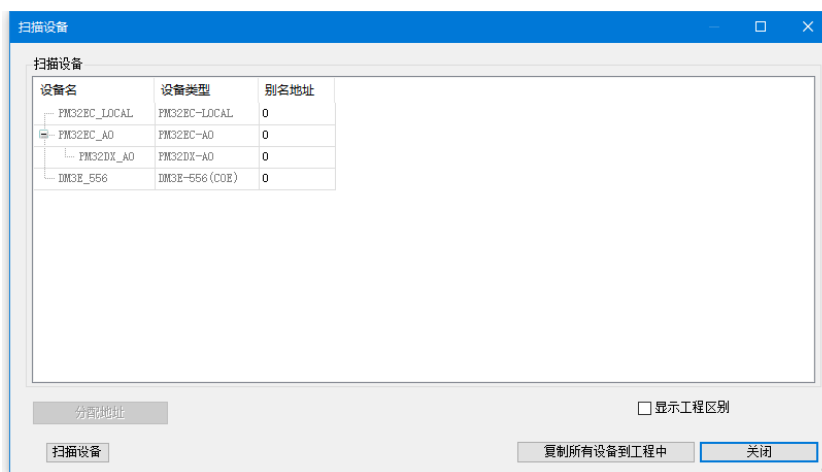 扫描设备
扫描设备
设备名 设备类型 别名地址
PM32EC_LOCAL PM32EC-LOCAL 0
PM32EC_A0 PM32EC-A0 0
PM32DX_A0 PM32DX-A0 0
DM3E_556 DM3E-556(COE) 0
分配地址 显示工程区别
扫描设备 复制所有设备到工程中 关闭